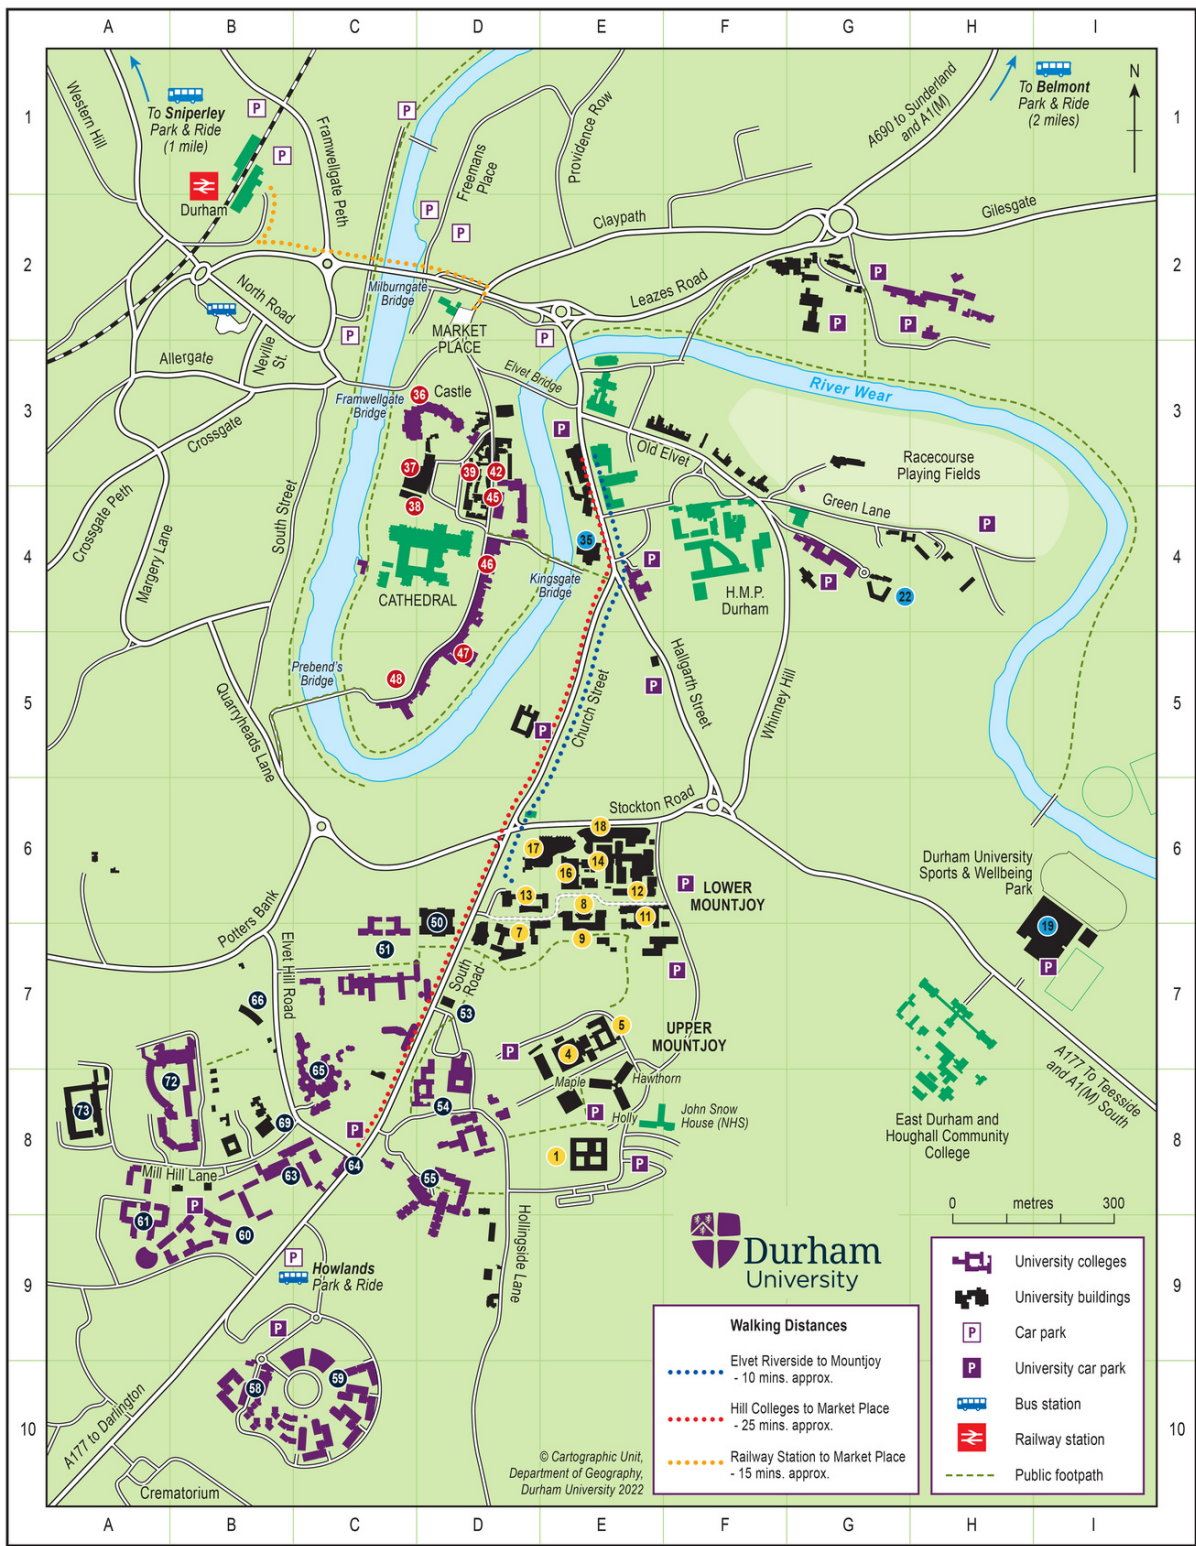 A B C D E F G H I
1
To Sniperley
Park & Ride
(1 mile)
P
P
P
Western Hill
Framwellgate Peth
Freemans
Place
Providence Row
A690 to Sunderland
and A1(M)
To Belmont
Park & Ride
(2 miles)
N
1
Durham
P
P
Claypath
Gilesgate
2
North Road
Milburngate
Bridge
Leazes Road
P
P
P
2
P
P
MARKET
PLACE
Allergate
Neville
St.
Elvet Bridge
River Wear
3
36
Castle
Framwellgate
Bridge
Crossgate
P
Old Elvet
Racecourse
Playing Fields
3
37
39
42
38
45
Green Lane
P
Crossgate Peth
South Street
Margery Lane
4
35
P
46
Kingsgate
Bridge
CATHEDRAL
H.M.P.
Durham
P
22
4
47
Prebend's
Bridge
48
Hallgarth Street
P
Whinney Hill
5
Quarryheads Lane
Church Street
P
5
Stockton Road
6
18
17
14
16
12
13
8
11
7
9
P
LOWER
MOUNTJOY
Durham University
Sports & Wellbeing
Park
19
P
6
Potters Bank
Elvet Hill Road
50
51
South
Road
P
7
66
53
5
4
P
UPPER
MOUNTJOY
7
A177 To Teesside
and A1(M) South
65
72
73
69
54
Maple
Hawthorn
Holly
P
John Snow
House (NHS)
East Durham and
Houghall Community
College
8
P
64
63
Mill Hill Lane
55
1
P
8
P
61
60
Hollingside Lane
0 metres 300
Durham
University
9
P
Howlands
Park & Ride
P
9
58
59
A177 to Darlington
Crematorium
10
10
© Cartographic Unit,
Department of Geography,
Durham University 2022
Walking Distances
Elvet Riverside to Mountjoy
- 10 mins. approx.
Hill Colleges to Market Place
- 25 mins. approx.
Railway Station to Market Place
- 15 mins. approx.
University colleges
University buildings
P Car park
P University car park
Bus station
Railway station
Public footpath
A B C D E F G H I